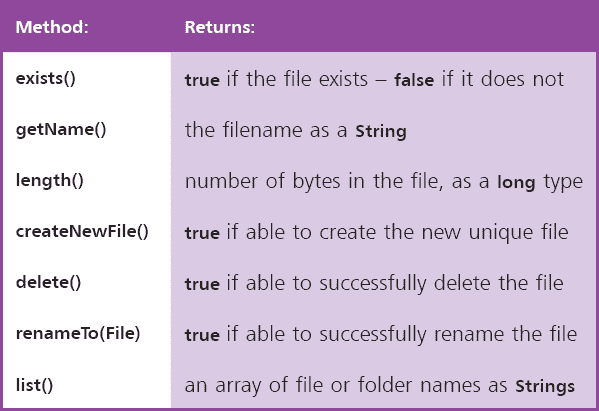 Method: Returns:
exists() true if the file exists – false if it does not
getName() the filename as a String
length() number of bytes in the file, as a long type
createNewFile() true if able to create the new unique file
delete() true if able to successfully delete the file
renameTo(File) true if able to successfully rename the file
list() an array of file or folder names as Strings